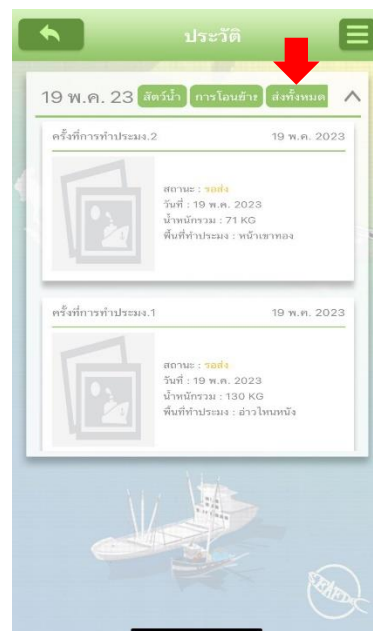 ประวัติ
19 พ.ค. 23 สัตว์น้ำ การโอนย้าย ส่งทั้งหมด
ครั้งที่การทำประมง.2 19 พ.ค. 2023
สถานะ : รอส่ง
วันที่ : 19 พ.ค. 2023
น้ำหนักรวม : 71 KG
พื้นที่ทำประมง : หน้าเขาทอง
ครั้งที่การทำประมง.1 19 พ.ค. 2023
สถานะ : รอส่ง
วันที่ : 19 พ.ค. 2023
น้ำหนักรวม : 130 KG
พื้นที่ทำประมง : อ่าวไหนหนัง
SEAFDEC